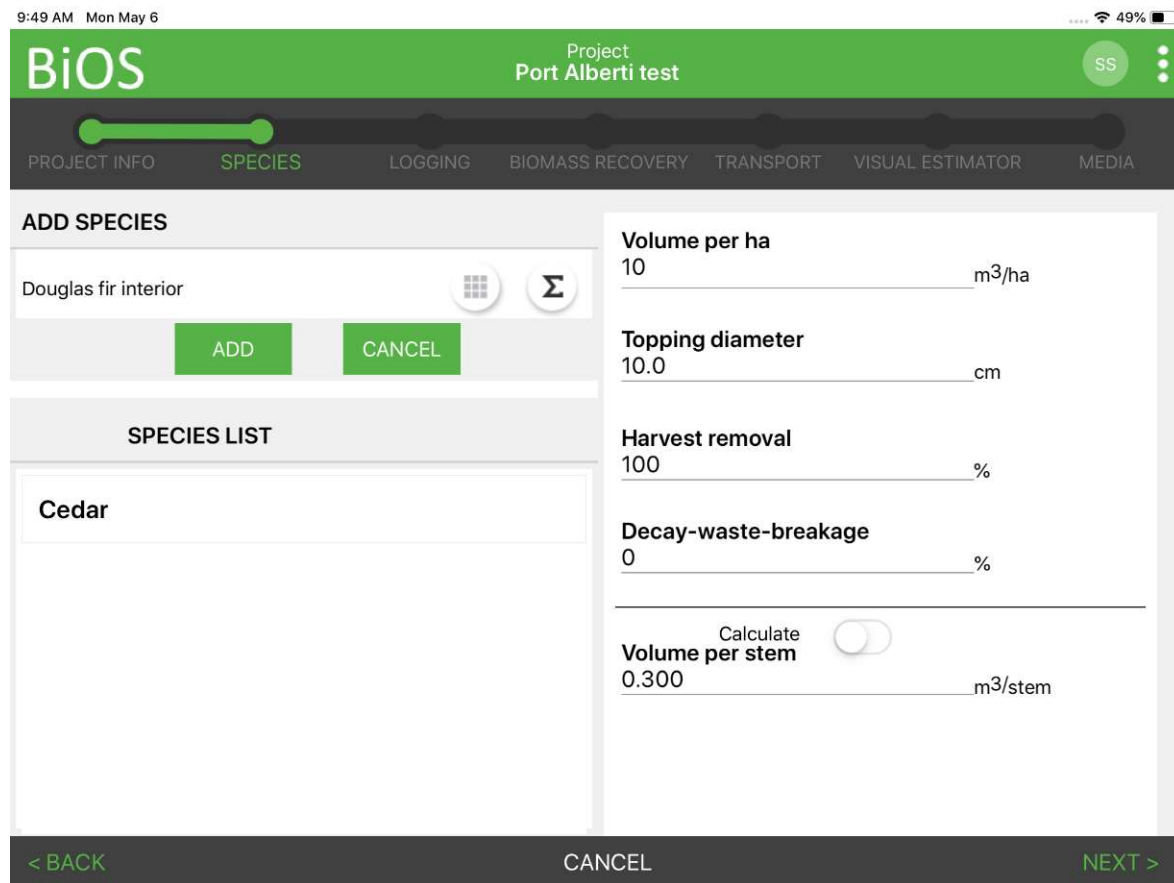 9:49 AM Mon May 6
49%
BiOS
Project
Port Alberti test
SS
PROJECT INFO SPECIES LOGGING BIOMASS RECOVERY TRANSPORT VISUAL ESTIMATOR MEDIA
ADD SPECIES
Douglas fir interior
Σ
ADD CANCEL
SPECIES LIST
Cedar
Volume per ha
10 m3/ha
Topping diameter
10.0 cm
Harvest removal
100 %
Decay-waste-breakage
0 %
Calculate
Volume per stem
0.300 m3/stem
< BACK CANCEL NEXT >